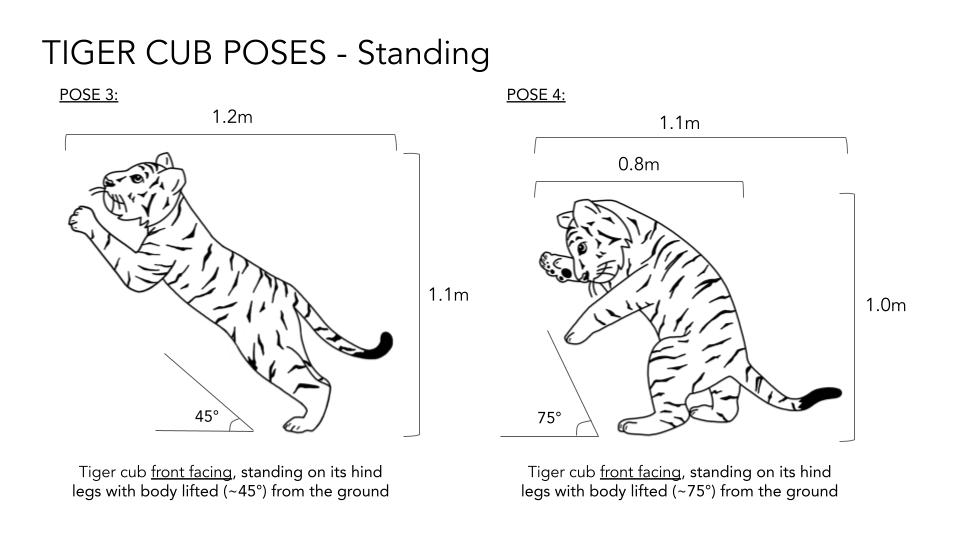 TIGER CUB POSES - Standing
POSE 3:
1.2m
1.1m
45°
Tiger cub front facing, standing on its hind
legs with body lifted (~45°) from the ground
POSE 4:
1.1m
0.8m
1.0m
75°
Tiger cub front facing, standing on its hind
legs with body lifted (~75°) from the ground